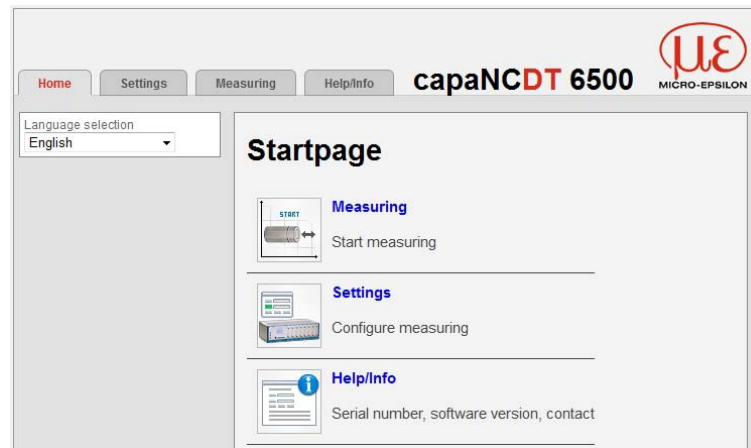 Home
Settings
Measuring
Help/Info
capaNCDT 6500
με
MICRO-EPSILON
Language selection
English
Startpage
START
Measuring
Start measuring
Settings
Configure measuring
Help/Info
Serial number, software version, contact